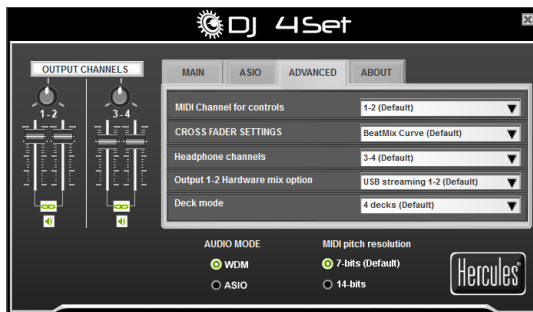 DJ 4Set
OUTPUT CHANNELS
1-2
3-4
MAIN
ASIO
ADVANCED
ABOUT
MIDI Channel for controls
1-2 (Default)
CROSS FADER SETTINGS
BeatMix Curve (Default)
Headphone channels
3-4 (Default)
Output 1-2 Hardware mix option
USB streaming 1-2 (Default)
Deck mode
4 decks (Default)
AUDIO MODE
WDM
ASIO
MIDI pitch resolution
7-bits (Default)
14-bits
Hercules